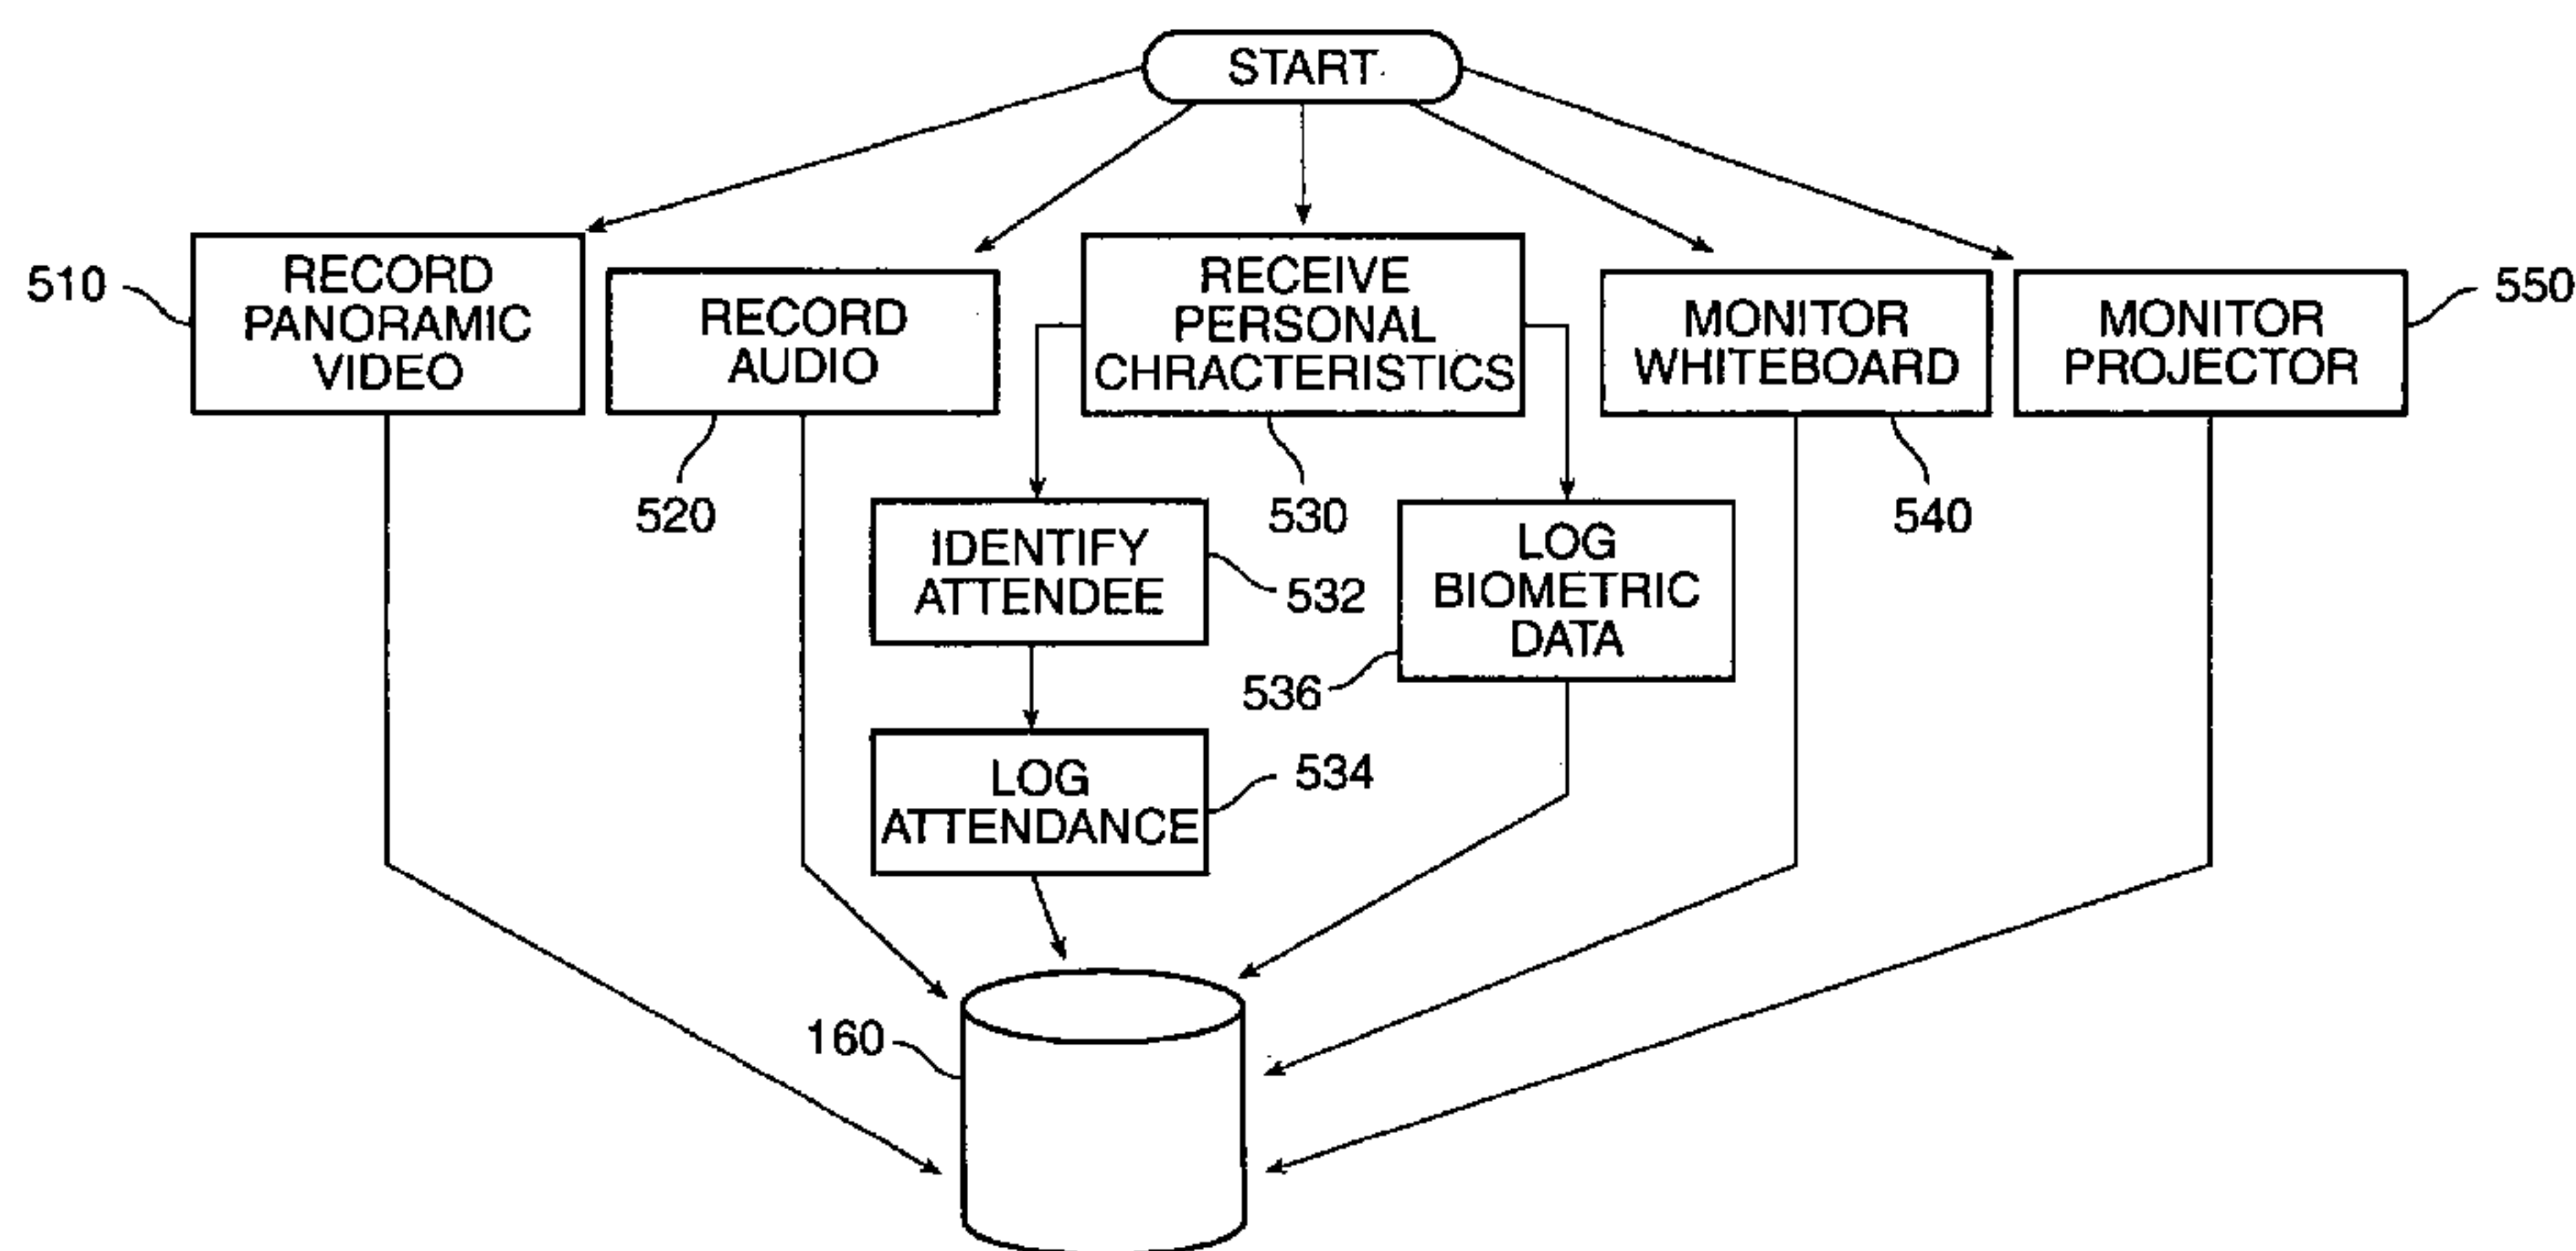 START
510
RECORD
PANORAMIC
VIDEO
RECORD
AUDIO
RECEIVE
PERSONAL
CHRACTERISTICS
MONITOR
WHITEBOARD
MONITOR
PROJECTOR
550
520
530
540
IDENTIFY
ATTENDEE
532
LOG
BIOMETRIC
DATA
536
LOG
ATTENDANCE
534
160